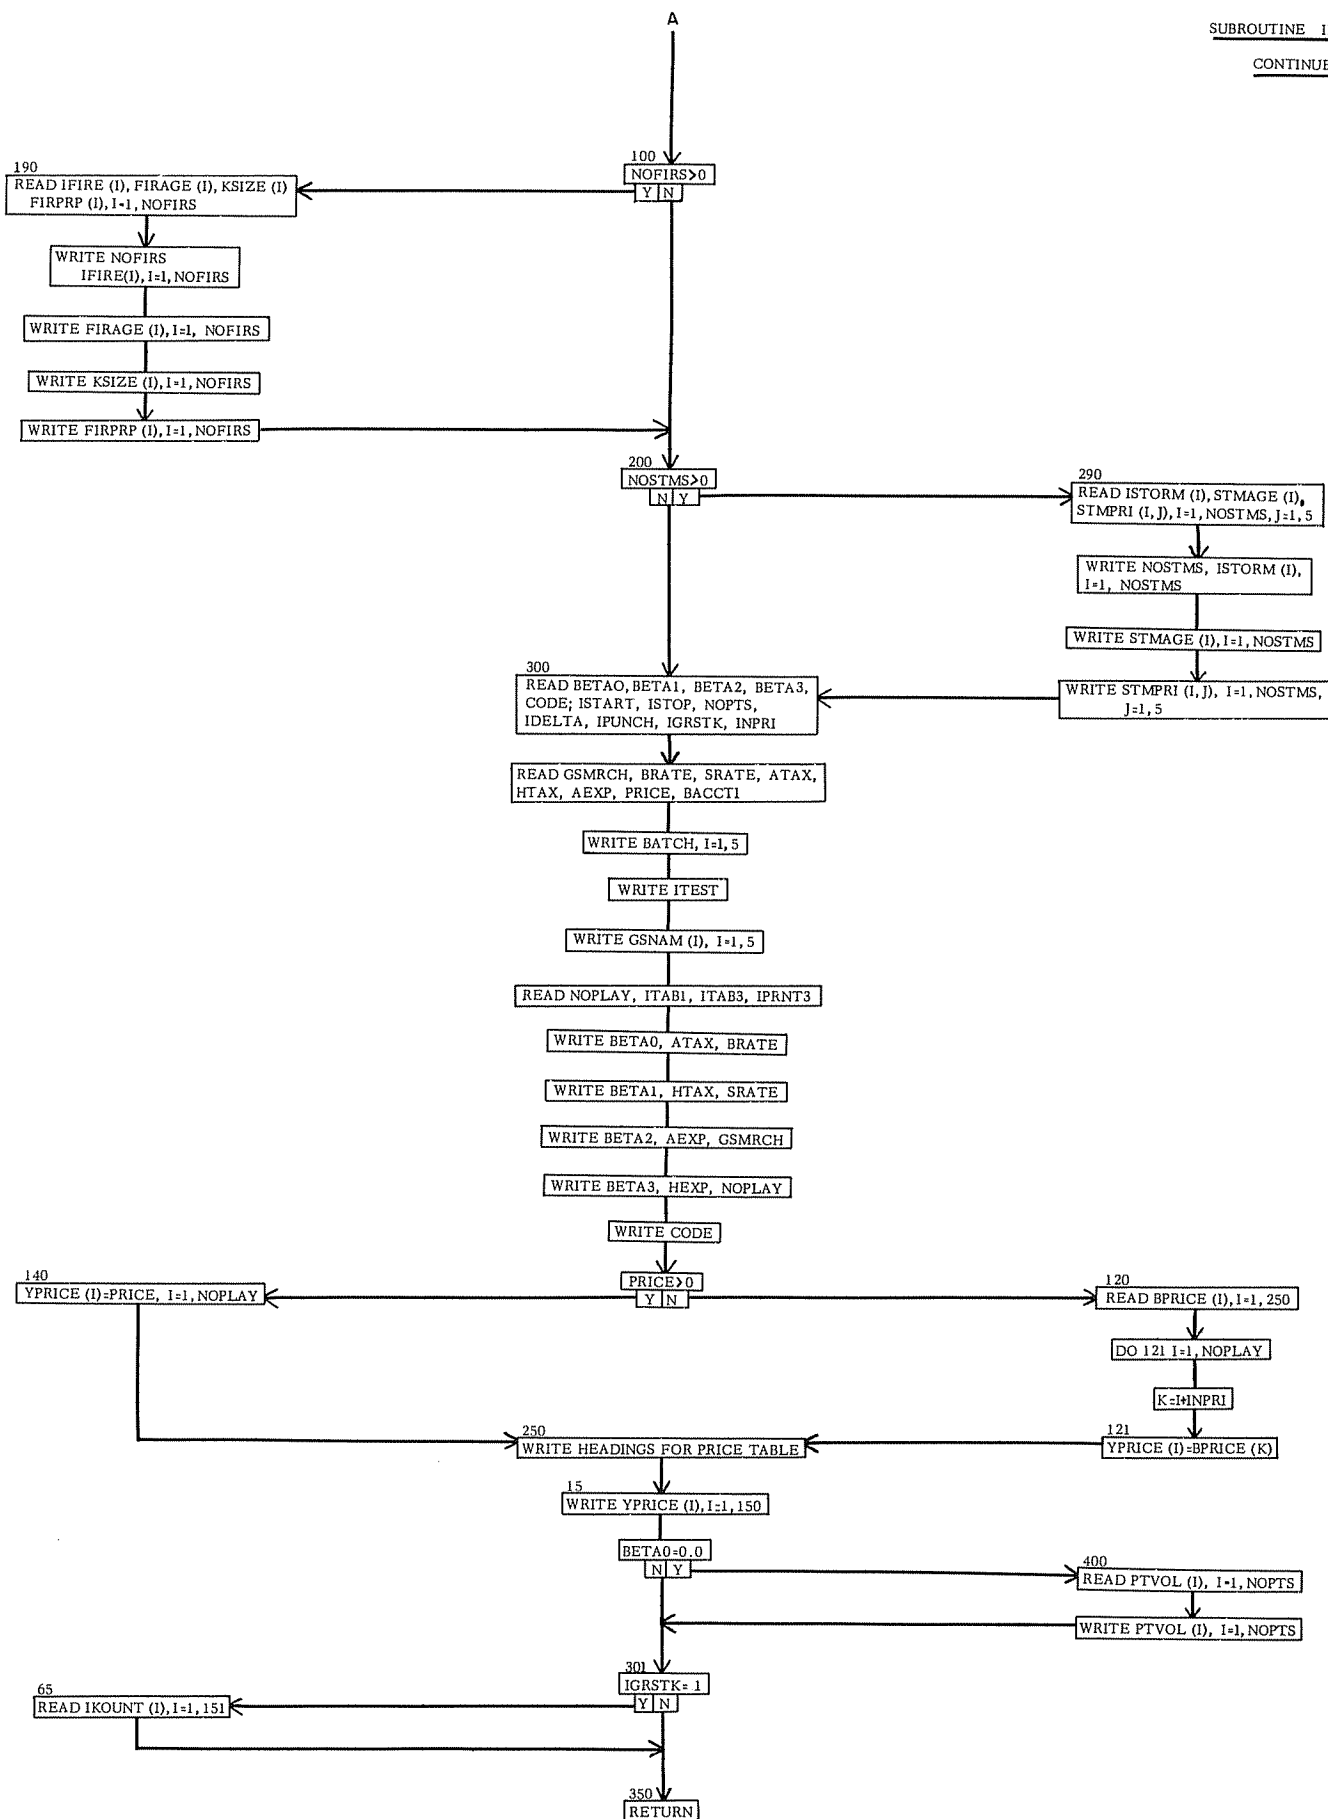 A
SUBROUTINE I
CONTINUE
100
NOFIRS>0
Y N
190
READ IFIRE (I), FIRAGE (I), KSIZE (I)
FIRPRP (I), I=1, NOFIRS
WRITE NOFIRS
IFIRE(I), I=1, NOFIRS
WRITE FIRAGE (I), I=1, NOFIRS
WRITE KSIZE (I), I=1, NOFIRS
WRITE FIRPRP (I), I=1, NOFIRS
200
NOSTMS>0
N Y
290
READ ISTORM (I), STMAGE (I),
STMPRI (I, J), I=1, NOSTMS, J=1, 5
WRITE NOSTMS, ISTORM (I),
I=1, NOSTMS
WRITE STMAGE (I), I=1, NOSTMS
WRITE STMPRI (I, J), I=1, NOSTMS,
J=1, 5
300
READ BETA0, BETA1, BETA2, BETA3,
CODE; ISTART, ISTOP, NOPTS,
IDELTA, IPUNCH, IGRSTK, INPRI
READ GSMRCH, BRATE, SRATE, ATAX,
HTAX, AEXP, PRICE, BACCT1
WRITE BATCH, I=1, 5
WRITE ITEST
WRITE GSNAM (I), I=1, 5
READ NOPLAY, ITAB1, ITAB3, IPRNT3
WRITE BETA0, ATAX, BRATE
WRITE BETA1, HTAX, SRATE
WRITE BETA2, AEXP, GSMRCH
WRITE BETA3, HEXP, NOPLAY
WRITE CODE
PRICE>0
Y N
140
YPRICE (I)=PRICE, I=1, NOPLAY
120
READ BPRICE (I), I=1, 250
DO 121 I=1, NOPLAY
K=I+INPRI
121
YPRICE (I)=BPRICE (K)
250
WRITE HEADINGS FOR PRICE TABLE
15
WRITE YPRICE (I), I=1, 150
BETA0=0.0
N Y
400
READ PTVOL (I), I=1, NOPTS
WRITE PTVOL (I), I=1, NOPTS
301
IGRSTK= 1
Y N
65
READ IKOUNT (I), I=1, 151
350
RETURN